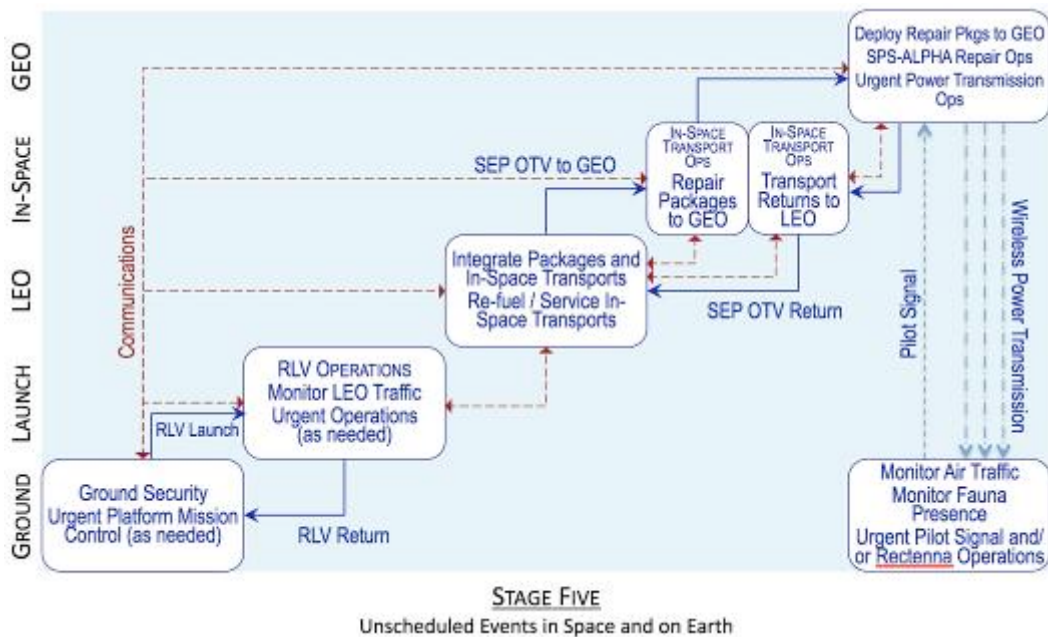 GEO
Deploy Repair Pkgs to GEO
SPS-ALPHA Repair Ops
Urgent Power Transmission
Ops
IN-SPACE
IN-SPACE
TRANSPORT OPS
Repair
Packages
to GEO
IN-SPACE
TRANSPORT OPS
Transport
Returns to
LEO
SEP OTV to GEO
LEO
Integrate Packages and
In-Space Transports
Re-fuel / Service In-
Space Transports
SEP OTV Return
Communications
Pilot Signal
Wireless Power Transmission
LAUNCH
RLV OPERATIONS
Monitor LEO Traffic
Urgent Operations
(as needed)
RLV Launch
GROUND
Ground Security
Urgent Platform Mission
Control (as needed)
RLV Return
Monitor Air Traffic
Monitor Fauna
Presence
Urgent Pilot Signal and/
or Rectenna Operations
STAGE FIVE
Unscheduled Events in Space and on Earth